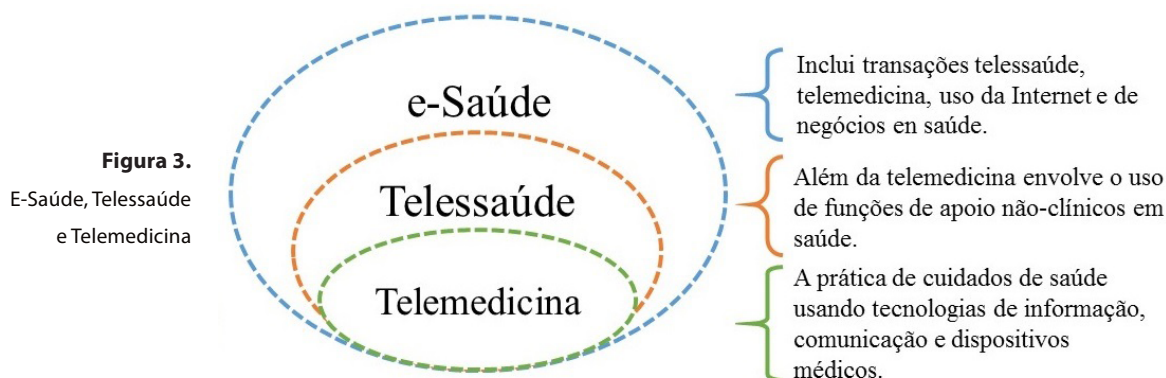 Figura 3.
E-Saúde, Telessaúde
e Telemedicina
e-Saúde
Telessaúde
Telemedicina
Inclui transações telessaúde,
telemedicina, uso da Internet e de
negócios en saúde.
Além da telemedicina envolve o uso
de funções de apoio não-clínicos em
saúde.
A prática de cuidados de saúde
usando tecnologias de informação,
comunicação e dispositivos
médicos.